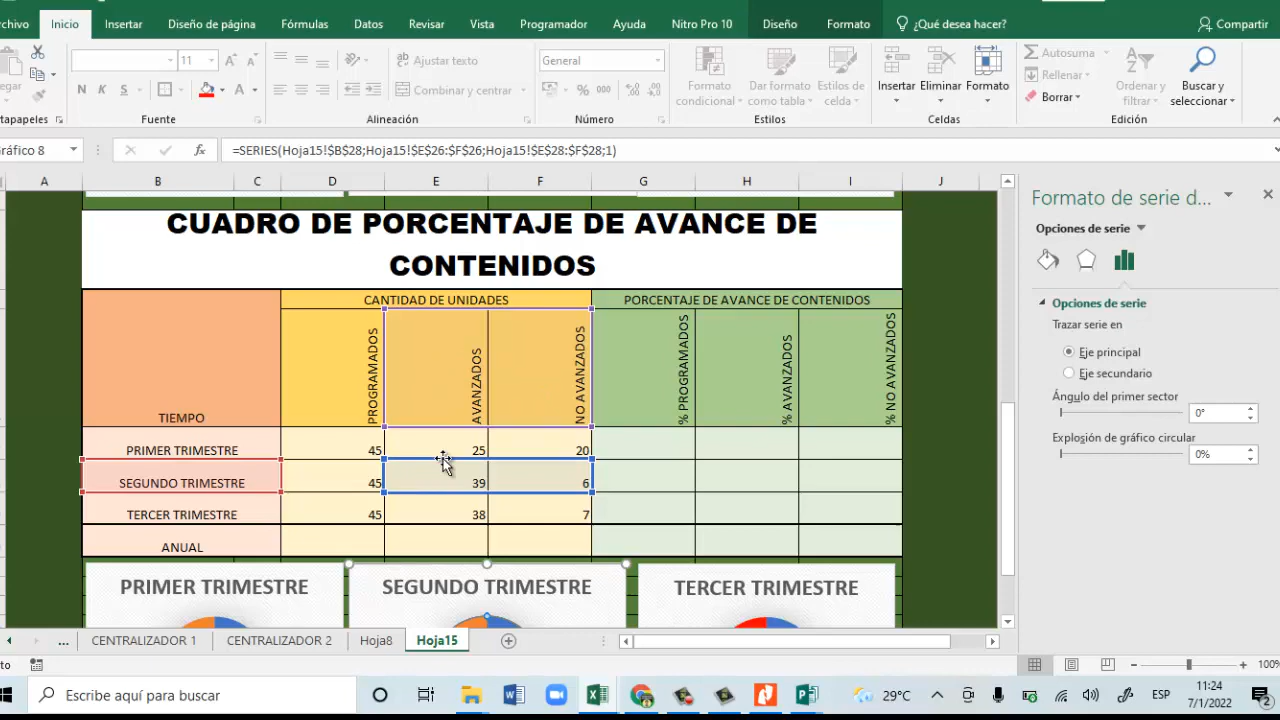 rchivo Inicio Insertar Diseño de página Fórmulas Datos Revisar Vista Programador Ayuda Nitro Pro 10 Diseño Formato ¿Qué desea hacer? Compartir
11 Ajustar texto General Autosuma
egar N S Combinar y centrar % 000 Formato condicional Dar formato como tabla Estilos de celda Insertar Eliminar Formato Rellenar Borrar Ordenar y filtrar Buscar y seleccionar
rtapapeles Fuente Alineación Número Estilos Celdas Edición
Gráfico 8 fx =SERIES(Hoja15!$B$28;Hoja15!$E$26:$F$26;Hoja15!$E$28:$F$28;1)
A B C D E F G H I J
CUADRO DE PORCENTAJE DE AVANCE DE
CONTENIDOS
CANTIDAD DE UNIDADES PORCENTAJE DE AVANCE DE CONTENIDOS
TIEMPO PROGRAMADOS AVANZADOS NO AVANZADOS % PROGRAMADOS % AVANZADOS % NO AVANZADOS
PRIMER TRIMESTRE 45 25 20
SEGUNDO TRIMESTRE 45 39 6
TERCER TRIMESTRE 45 38 7
ANUAL
PRIMER TRIMESTRE SEGUNDO TRIMESTRE TERCER TRIMESTRE
Formato de serie d...
Opciones de serie
Opciones de serie
Trazar serie en
Eje principal
Eje secundario
Ángulo del primer sector
0°
Explosión de gráfico circular
0%
... CENTRALIZADOR 1 CENTRALIZADOR 2 Hoja8 Hoja15
to 100%
Escribe aquí para buscar 29°C ESP 11:24
7/1/2022 2